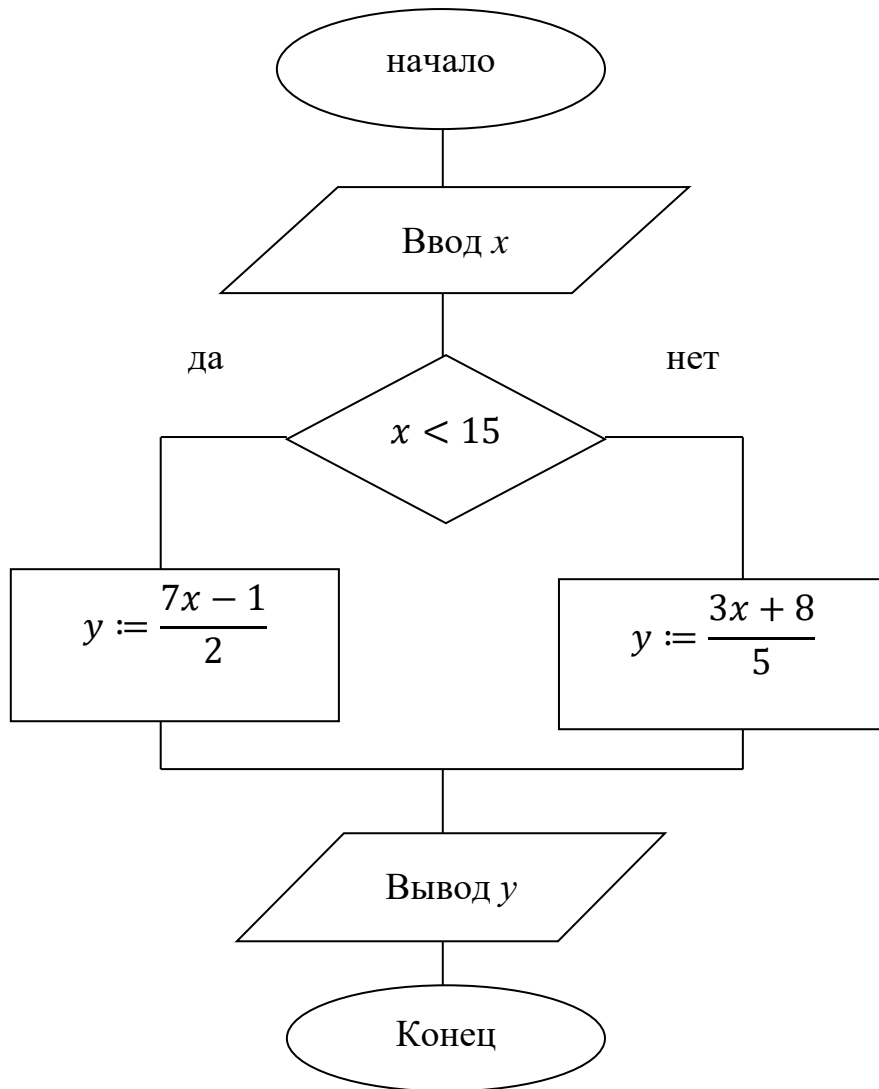 начало
Ввод x
да
нет
x < 15
y := (7x − 1)/2
y := (3x + 8)/5
Вывод y
Конец